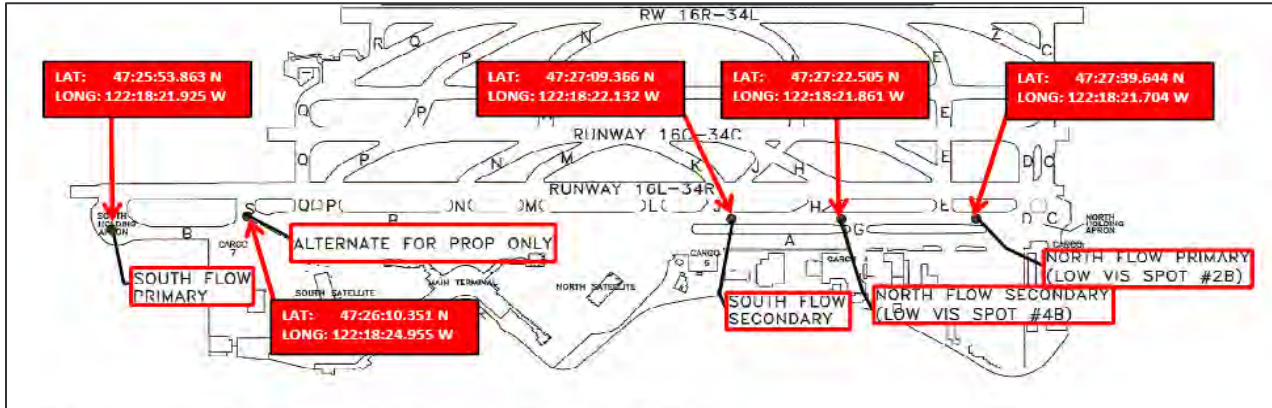 RW 16R-34L
R
Q
N
Z
C
P
E
LAT: 47:25:53.863 N
LONG: 122:18:21.925 W
LAT: 47:27:09.366 N
LONG: 122:18:22.132 W
LAT: 47:27:22.505 N
LONG: 122:18:21.861 W
LAT: 47:27:39.644 N
LONG: 122:18:21.704 W
Q
P
E
RUNWAY 16C-34C
Q
P
N
M
K
J
H
E
D
C
RUNWAY 16L-34R
SOUTH
HOLDING
APRON
S
Q
P
B
N
M
L
J
H
E
D
C
NORTH
HOLDING
APRON
B
G
A
CARGO
7
ALTERNATE FOR PROP ONLY
CARGO
SOUTH FLOW
PRIMARY
SOUTH SATELLITE
MAIN TERMINAL
NORTH SATELLITE
NORTH FLOW PRIMARY
(LOW VIS SPOT #2B)
SOUTH FLOW
SECONDARY
NORTH FLOW SECONDARY
(LOW VIS SPOT #4B)
LAT: 47:26:10.351 N
LONG: 122:18:24.955 W